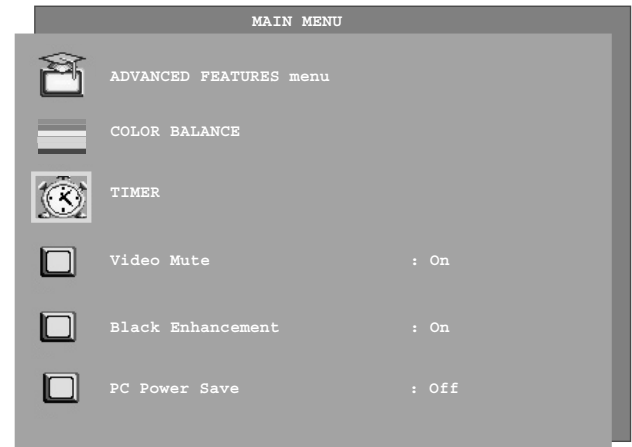 MAIN MENU
ADVANCED FEATURES menu
COLOR BALANCE
TIMER
Video Mute : On
Black Enhancement : On
PC Power Save : Off